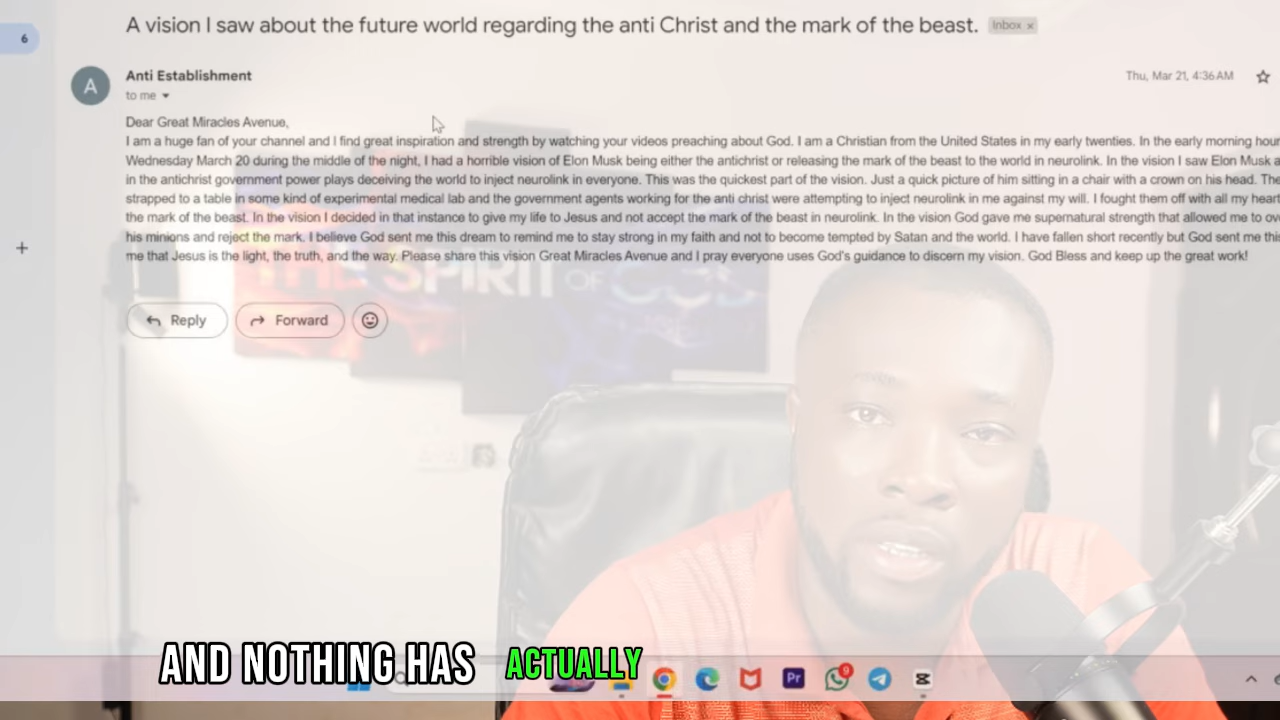 6
A vision I saw about the future world regarding the anti Christ and the mark of the beast. Inbox x
A
Anti Establishment
Thu, Mar 21, 4:36 AM
to me
Dear Great Miracles Avenue,
I am a huge fan of your channel and I find great inspiration and strength by watching your videos preaching about God. I am a Christian from the United States in my early twenties. In the early morning hour
Wednesday March 20 during the middle of the night, I had a horrible vision of Elon Musk being either the antichrist or releasing the mark of the beast to the world in neurolink. In the vision I saw Elon Musk a
in the antichrist government power plays deceiving the world to inject neurolink in everyone. This was the quickest part of the vision. Just a quick picture of him sitting in a chair with a crown on his head. The
strapped to a table in some kind of experimental medical lab and the government agents working for the anti christ were attempting to inject neurolink in me against my will. I fought them off with all my heart
the mark of the beast. In the vision I decided in that instance to give my life to Jesus and not accept the mark of the beast in neurolink. In the vision God gave me supernatural strength that allowed me to ov
his minions and reject the mark. I believe God sent me this dream to remind me to stay strong in my faith and not to become tempted by Satan and the world. I have fallen short recently but God sent me this
me that Jesus is the light, the truth, and the way. Please share this vision Great Miracles Avenue and I pray everyone uses God's guidance to discern my vision. God Bless and keep up the great work!
THE SPIRIT OF GOD
Reply Forward
AND NOTHING HAS ACTUALLY
Pr
9